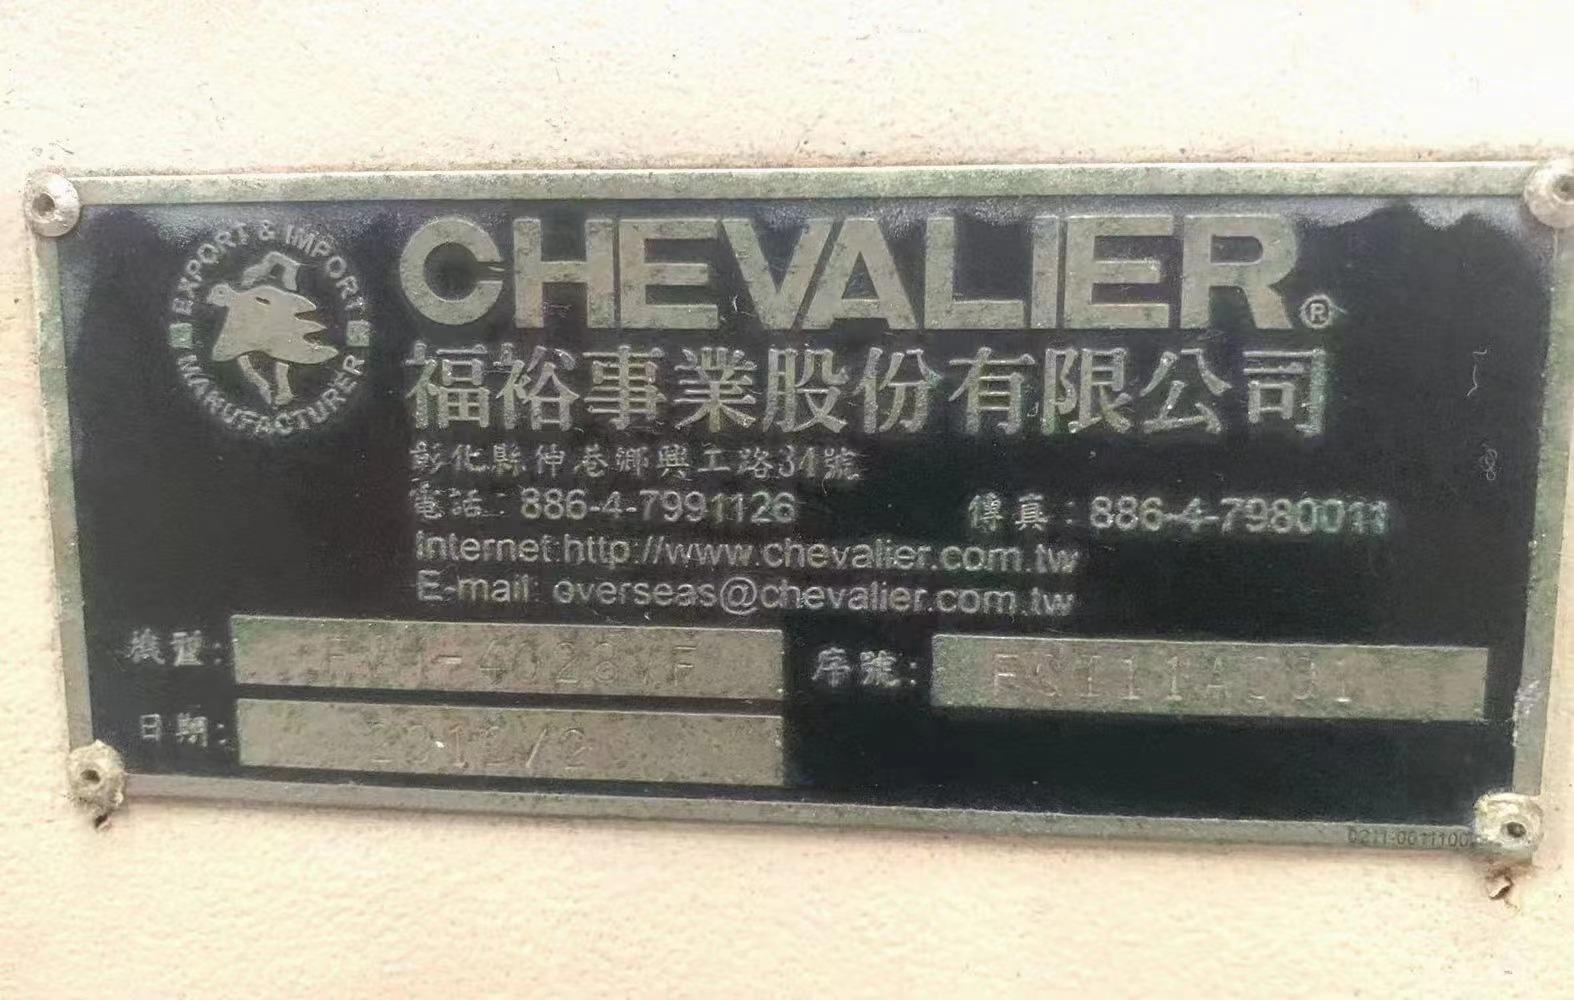 EXPORT & IMPORT
MANUFACTURER
CHEVALIER®
福裕事業股份有限公司
彰化縣伸港鄉興工路34號
電話：886-4-7991126
傳真：886-4-7980011
Internet:http://www.chevalier.com.tw
E-mail: overseas@chevalier.com.tw
機型:
序號:
日期: